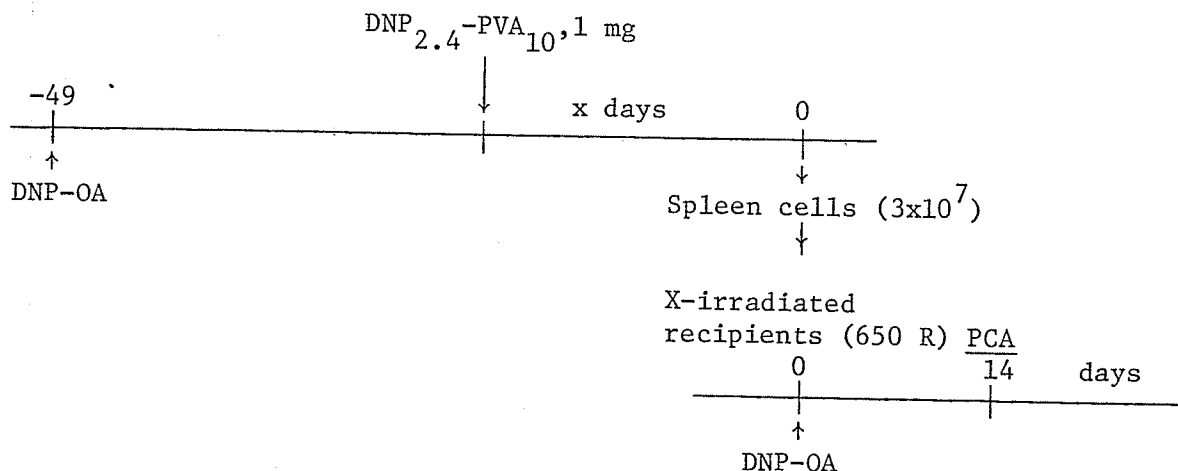 DNP2.4-PVA10, 1 mg
-49 x days 0
DNP-OA
Spleen cells (3x10^7)
X-irradiated
recipients (650 R) PCA
0 14 days
DNP-OA